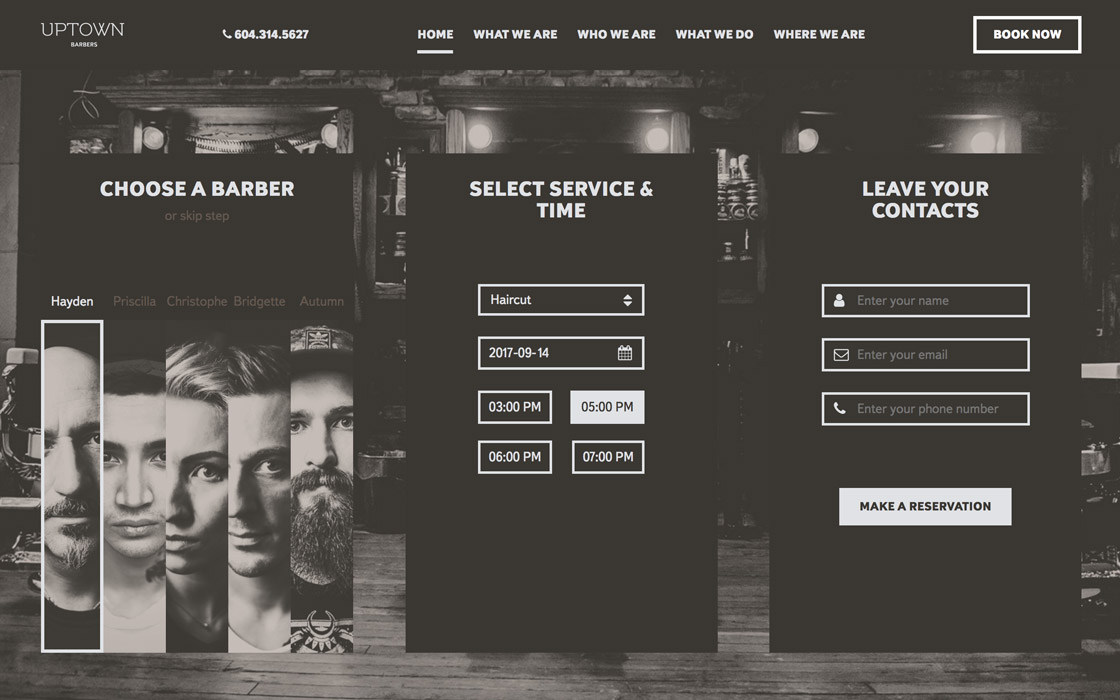 UPTOWN
BARBERS
604.314.5627
HOME
WHAT WE ARE
WHO WE ARE
WHAT WE DO
WHERE WE ARE
BOOK NOW
CHOOSE A BARBER
or skip step
Hayden
Priscilla
Christophe
Bridgette
Autumn
SELECT SERVICE &
TIME
Haircut
2017-09-14
03:00 PM
05:00 PM
06:00 PM
07:00 PM
LEAVE YOUR
CONTACTS
Enter your name
Enter your email
Enter your phone number
MAKE A RESERVATION